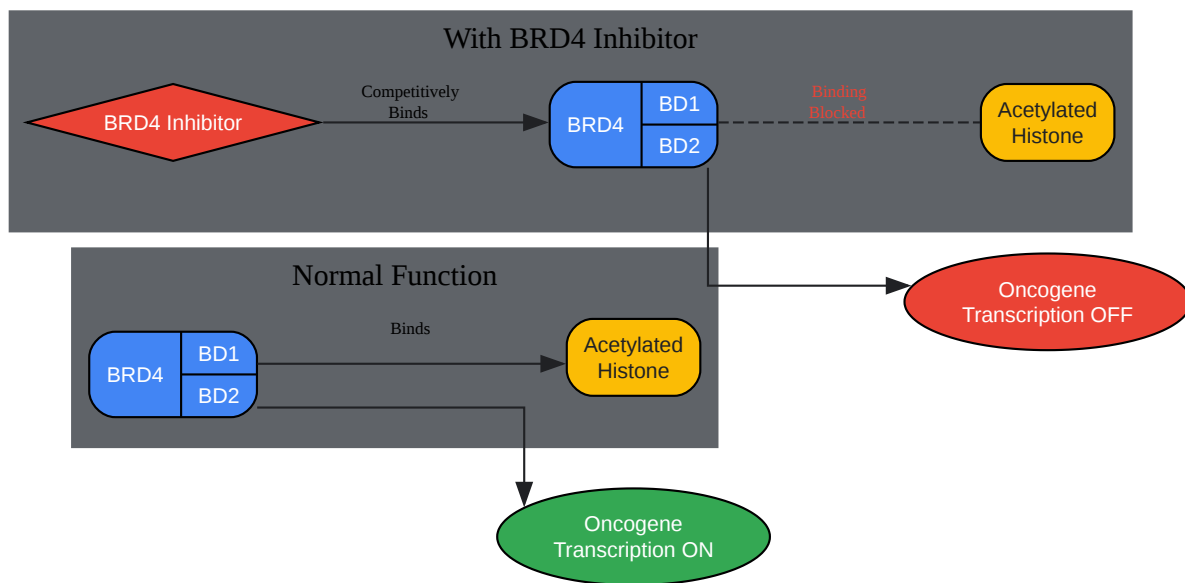 With BRD4 Inhibitor
BRD4 Inhibitor
Competitively
Binds
BRD4
BD1
BD2
Binding
Blocked
Acetylated
Histone
Oncogene
Transcription OFF
Normal Function
BRD4
BD1
BD2
Binds
Acetylated
Histone
Oncogene
Transcription ON